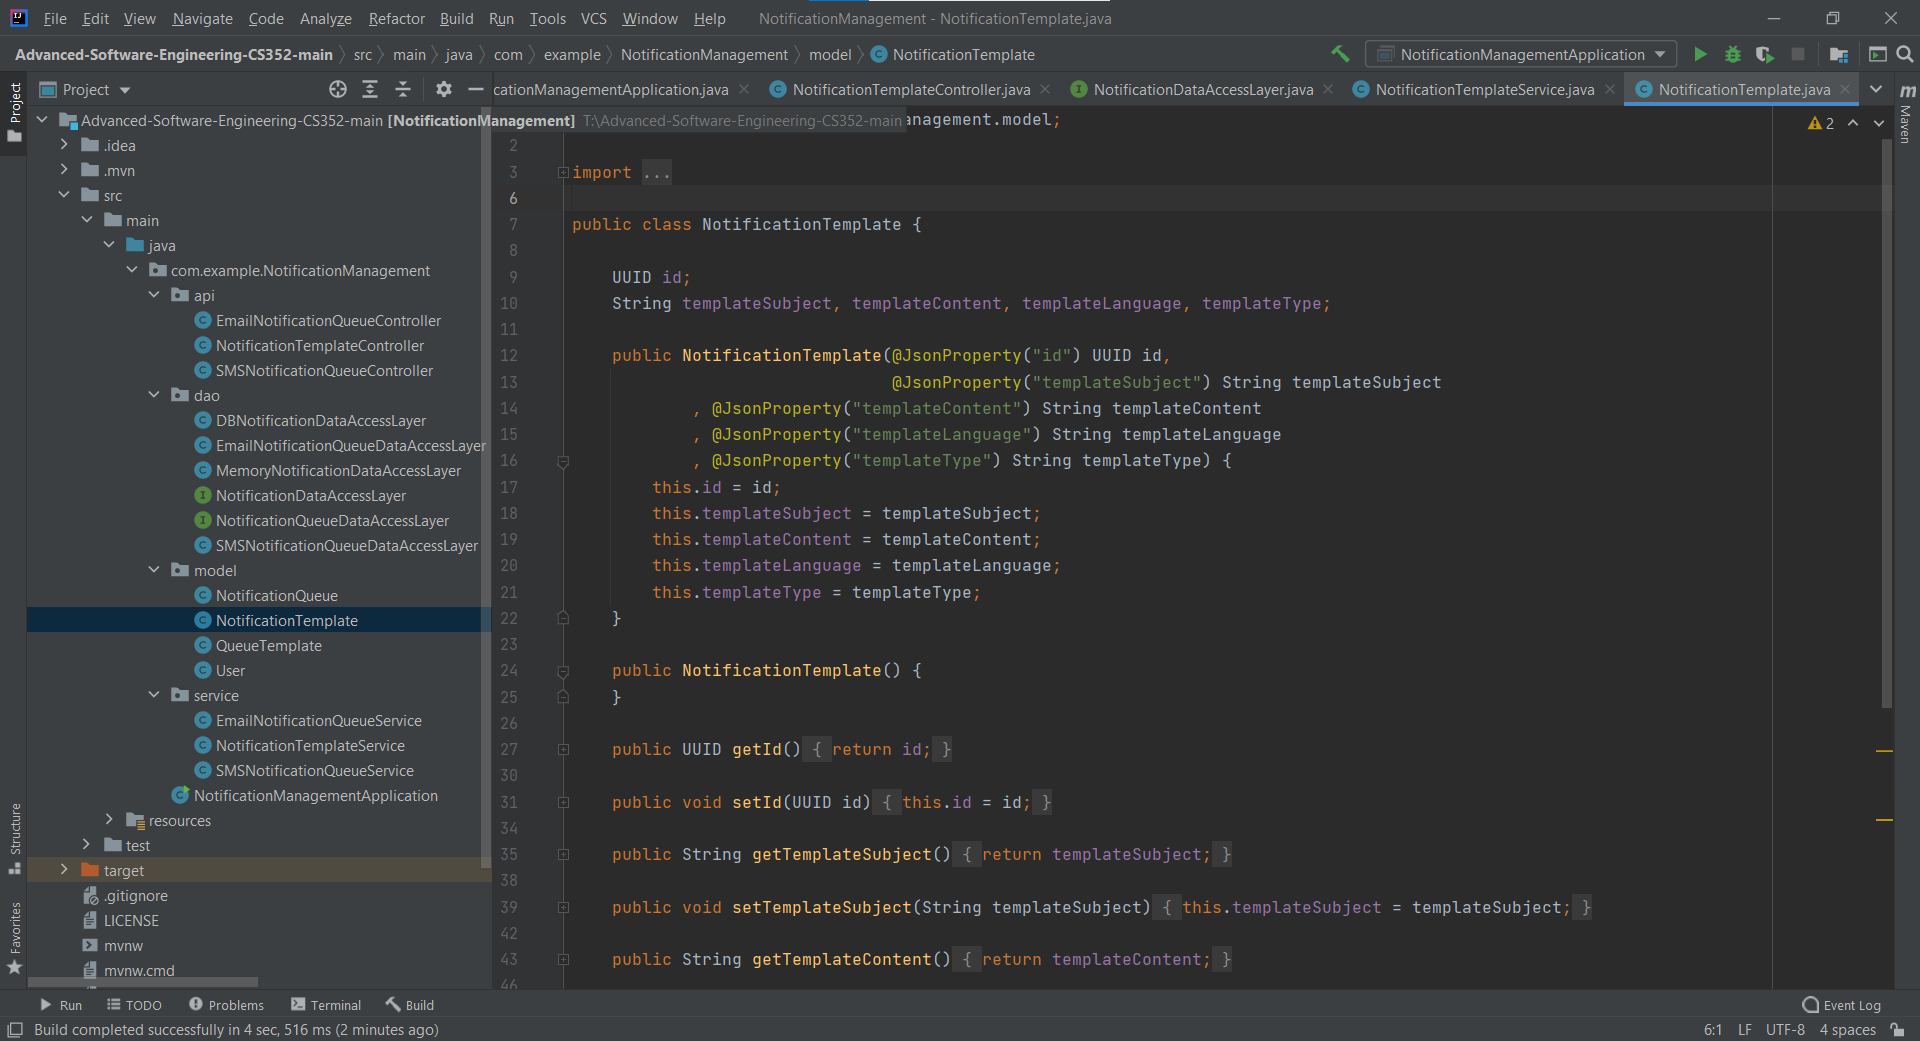 File Edit View Navigate Code Analyze Refactor Build Run Tools VCS Window Help NotificationManagement - NotificationTemplate.java
Advanced-Software-Engineering-CS352-main src main java com example NotificationManagement model NotificationTemplate NotificationManagementApplication
Project cationManagementApplication.java NotificationTemplateController.java NotificationDataAccessLayer.java NotificationTemplateService.java NotificationTemplate.java
Project
Structure
Favorites
Maven
Advanced-Software-Engineering-CS352-main [NotificationManagement] T:\Advanced-Software-Engineering-CS352-main
.idea
.mvn
src
main
java
com.example.NotificationManagement
api
EmailNotificationQueueController
NotificationTemplateController
SMSNotificationQueueController
dao
DBNotificationDataAccessLayer
EmailNotificationQueueDataAccessLayer
MemoryNotificationDataAccessLayer
NotificationDataAccessLayer
NotificationQueueDataAccessLayer
SMSNotificationQueueDataAccessLayer
model
NotificationQueue
NotificationTemplate
QueueTemplate
User
service
EmailNotificationQueueService
NotificationTemplateService
SMSNotificationQueueService
NotificationManagementApplication
resources
test
target
.gitignore
LICENSE
mvnw
mvnw.cmd
anagement.model; 2
2
3 import ...
6
7 public class NotificationTemplate {
8
9 UUID id;
10 String templateSubject, templateContent, templateLanguage, templateType;
11
12 public NotificationTemplate(@JsonProperty("id") UUID id,
13 @JsonProperty("templateSubject") String templateSubject
14 , @JsonProperty("templateContent") String templateContent
15 , @JsonProperty("templateLanguage") String templateLanguage
16 , @JsonProperty("templateType") String templateType) {
17 this.id = id;
18 this.templateSubject = templateSubject;
19 this.templateContent = templateContent;
20 this.templateLanguage = templateLanguage;
21 this.templateType = templateType;
22 }
23
24 public NotificationTemplate() {
25 }
26
27 public UUID getId() { return id; }
30
31 public void setId(UUID id) { this.id = id; }
34
35 public String getTemplateSubject() { return templateSubject; }
38
39 public void setTemplateSubject(String templateSubject) { this.templateSubject = templateSubject; }
42
43 public String getTemplateContent() { return templateContent; }
46
Run TODO Problems Terminal Build Event Log
Build completed successfully in 4 sec, 516 ms (2 minutes ago) 6:1 LF UTF-8 4 spaces